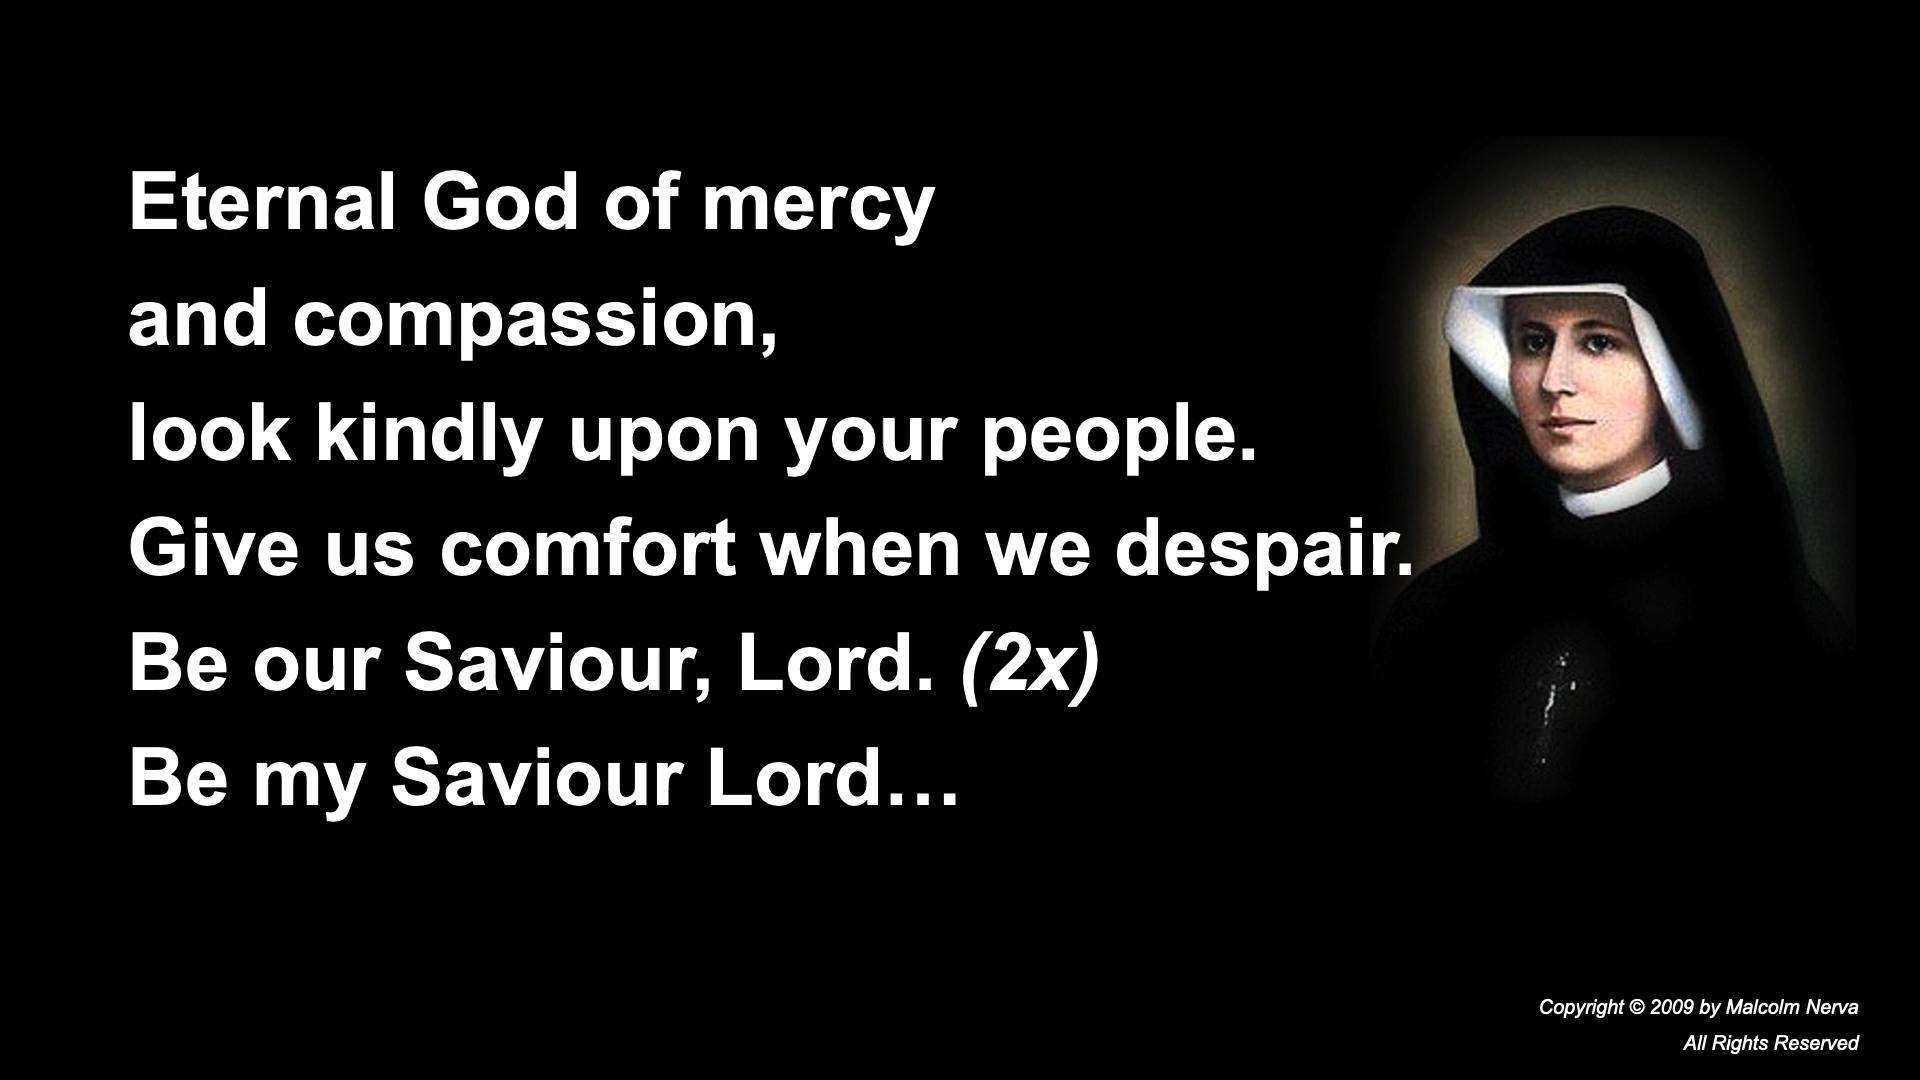 Eternal God of mercy
and compassion,
look kindly upon your people.
Give us comfort when we despair.
Be our Saviour, Lord. (2x)
Be my Saviour Lord…
Copyright © 2009 by Malcolm Nerva
All Rights Reserved